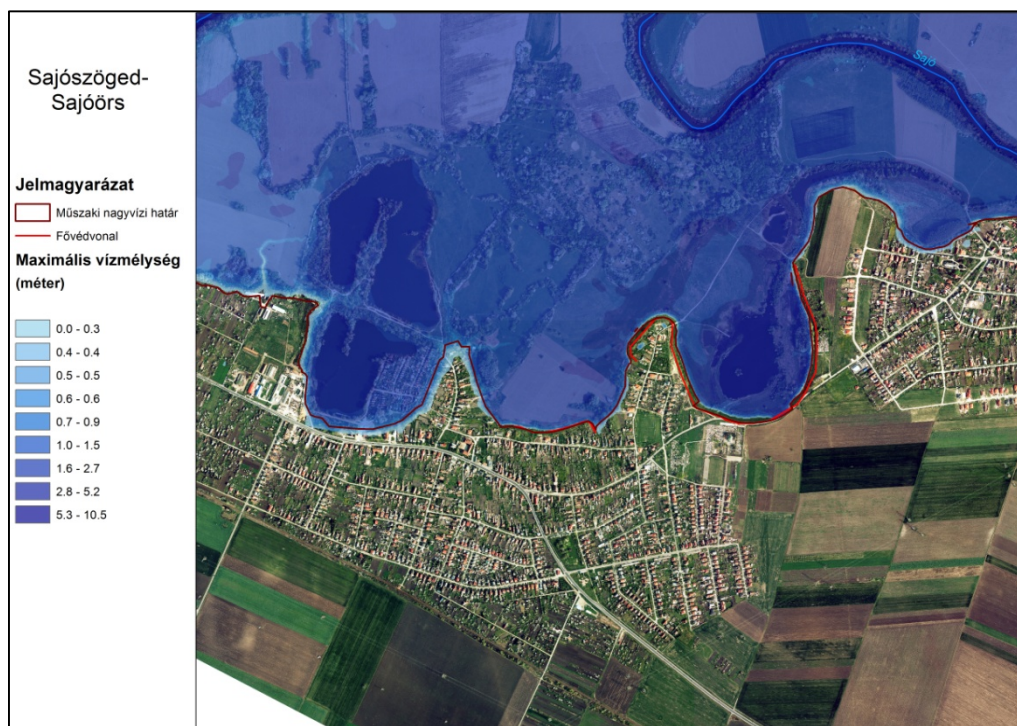 Sajószöged-
Sajóörs
Jelmagyarázat
Műszaki nagyvízi határ
Fővédvonal
Maximális vízmélység
(méter)
0.0 - 0.3
0.4 - 0.4
0.5 - 0.5
0.6 - 0.6
0.7 - 0.9
1.0 - 1.5
1.6 - 2.7
2.8 - 5.2
5.3 - 10.5
Sajó